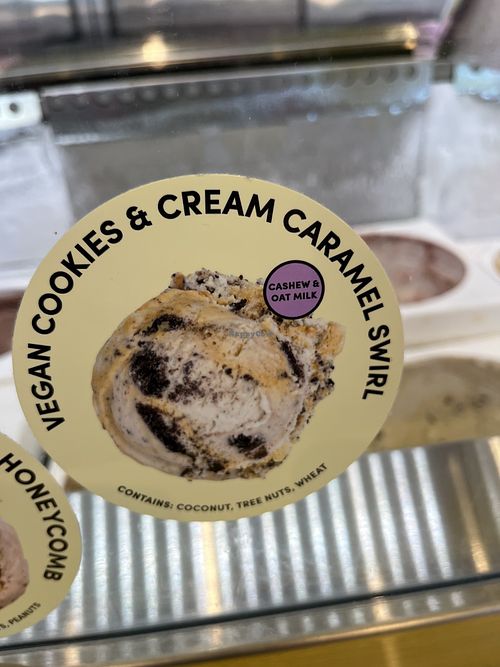 VEGAN COOKIES & CREAM CARAMEL SWIRL
CASHEW &
OAT MILK
CONTAINS: COCONUT, TREE NUTS, WHEAT
HONEYCOMB
PEANUTS